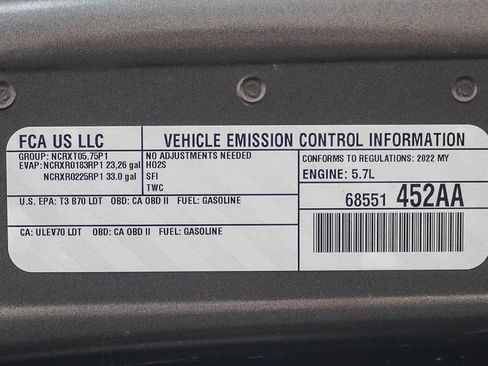 FCA US LLC
VEHICLE EMISSION CONTROL INFORMATION
GROUP: NCRXT05.75P1
EVAP: NCRXR0183RP1 23,26 gal
NCRXR0225RP1 33.0 gal
NO ADJUSTMENTS NEEDED
HO2S
SFI
TWC
CONFORMS TO REGULATIONS: 2022 MY
ENGINE: 5.7L
U.S. EPA: T3 B70 LDT OBD: CA OBD II FUEL: GASOLINE
68551 452AA
CA: ULEV70 LDT OBD: CA OBD II FUEL: GASOLINE